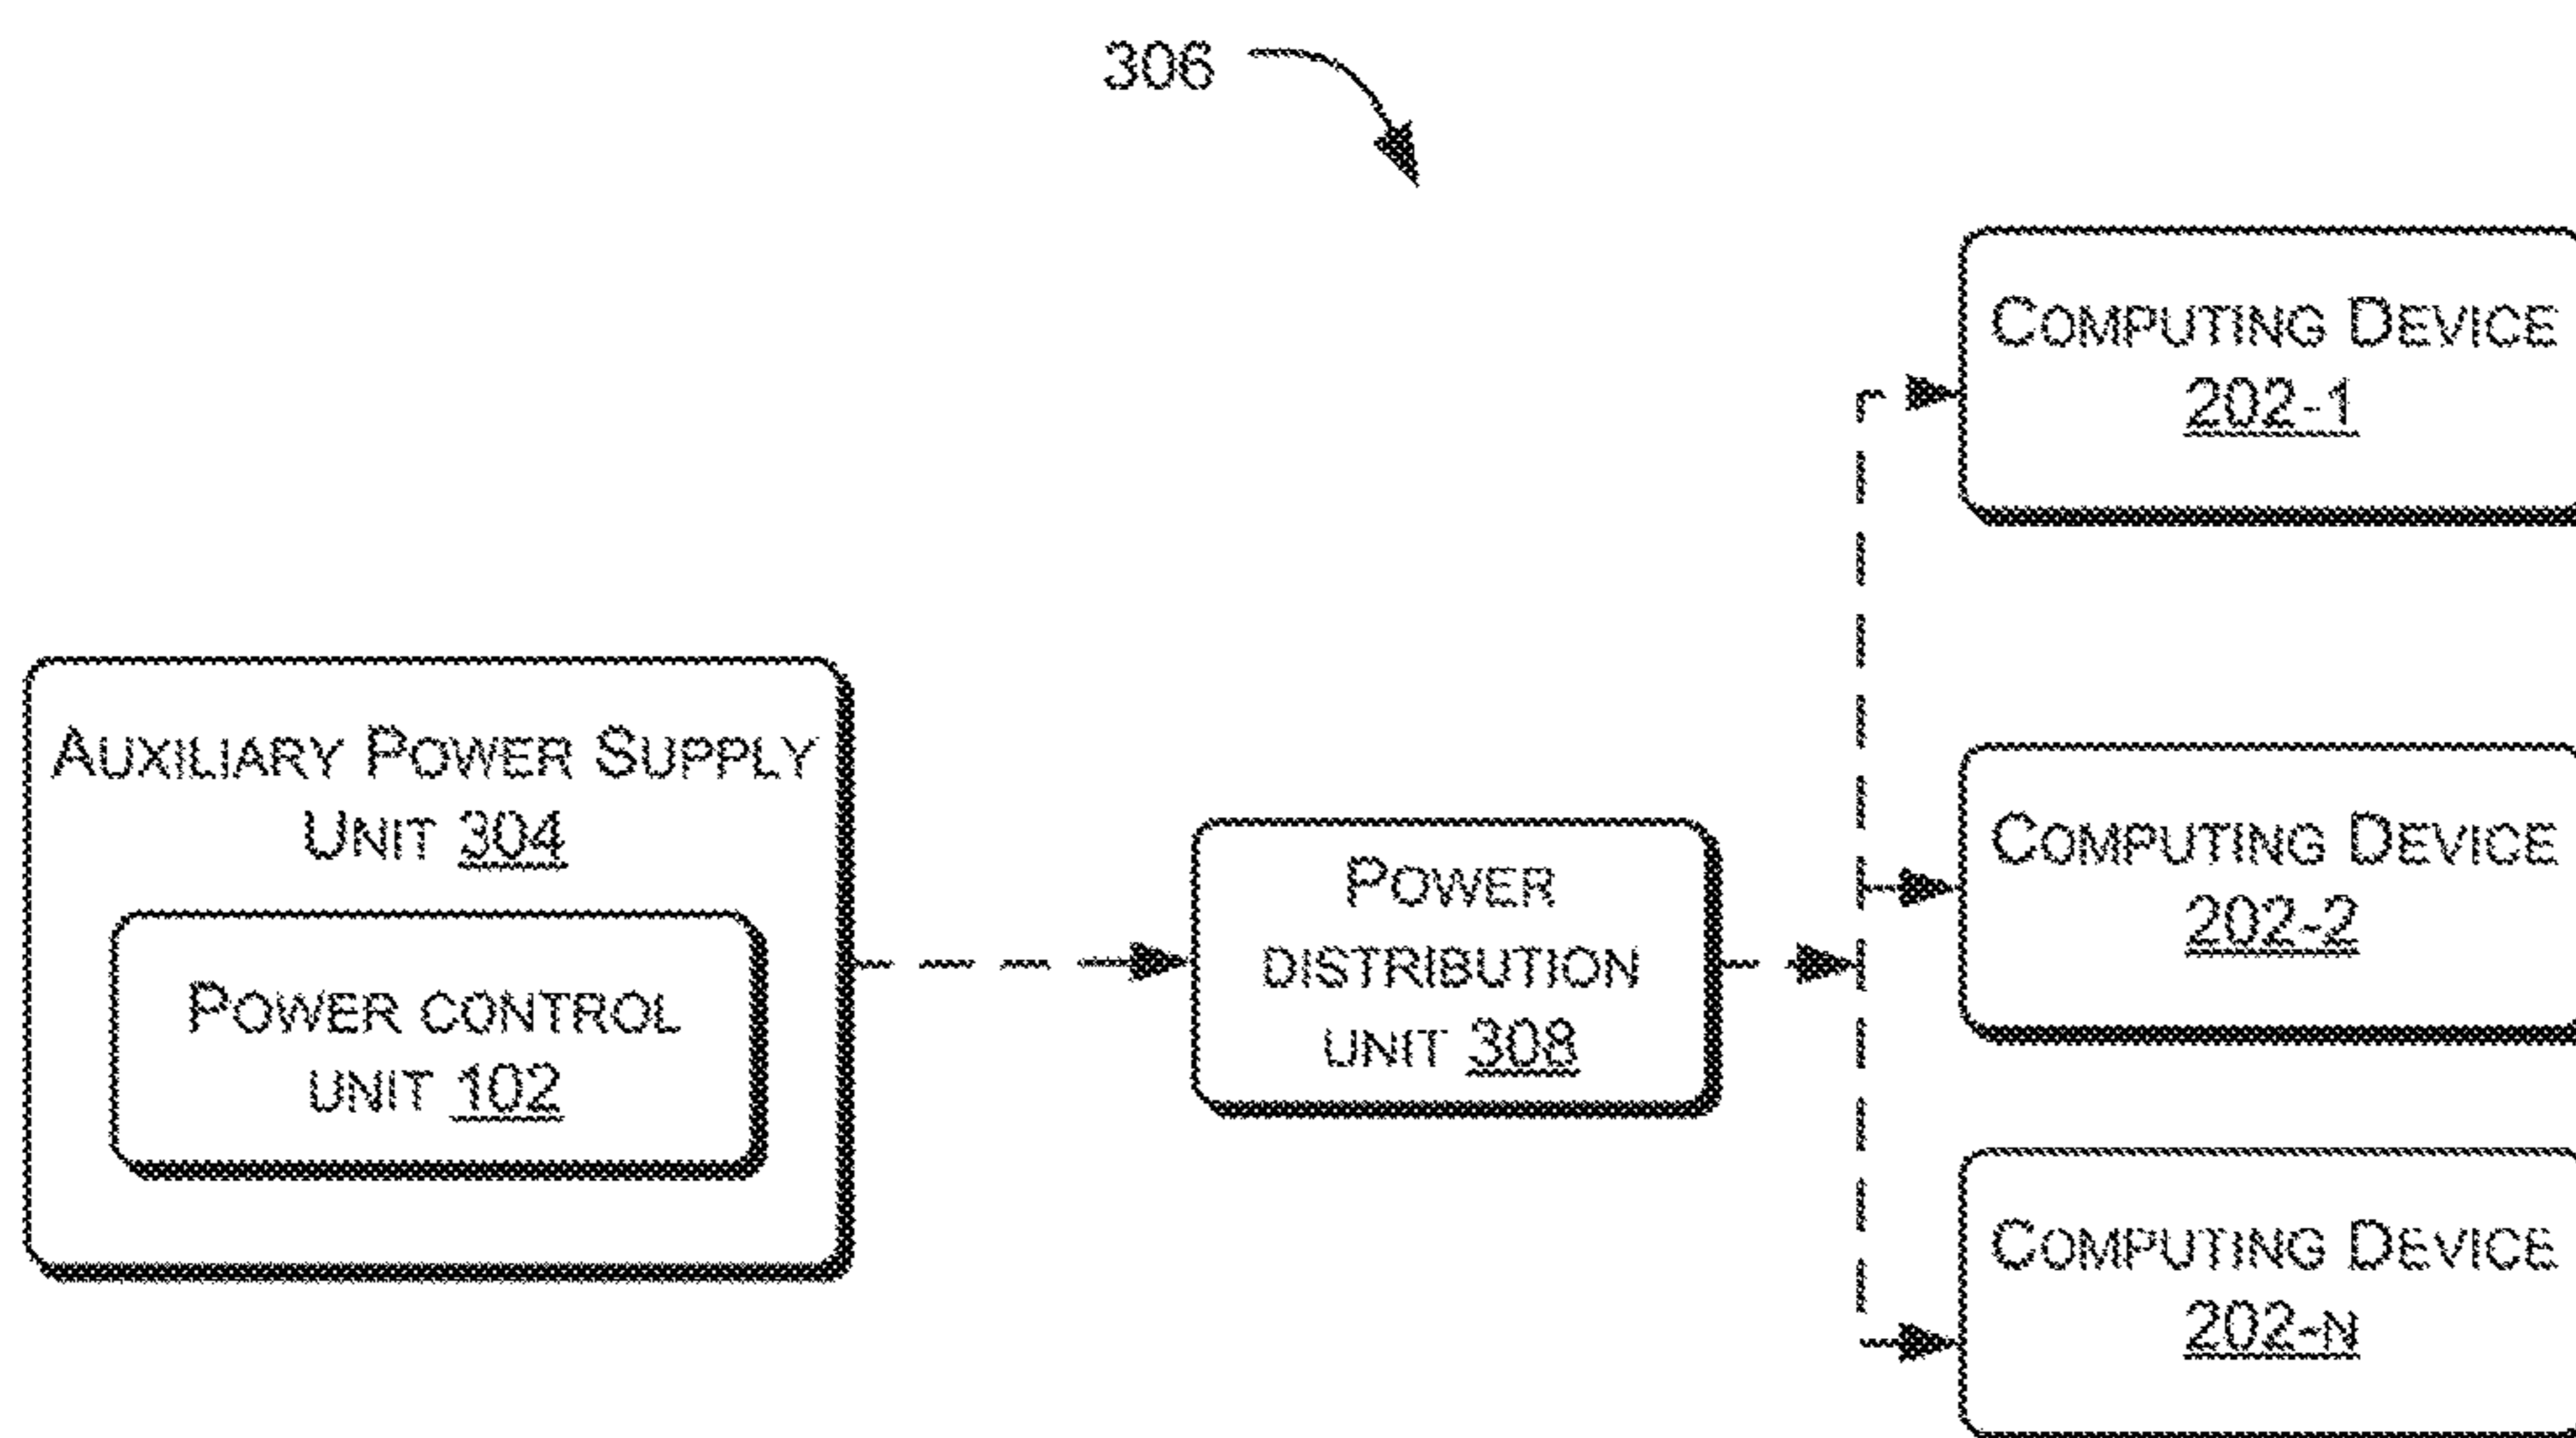 306
COMPUTING DEVICE
202-1
AUXILIARY POWER SUPPLY
UNIT 304
POWER CONTROL
UNIT 102
POWER
DISTRIBUTION
UNIT 308
COMPUTING DEVICE
202-2
COMPUTING DEVICE
202-N